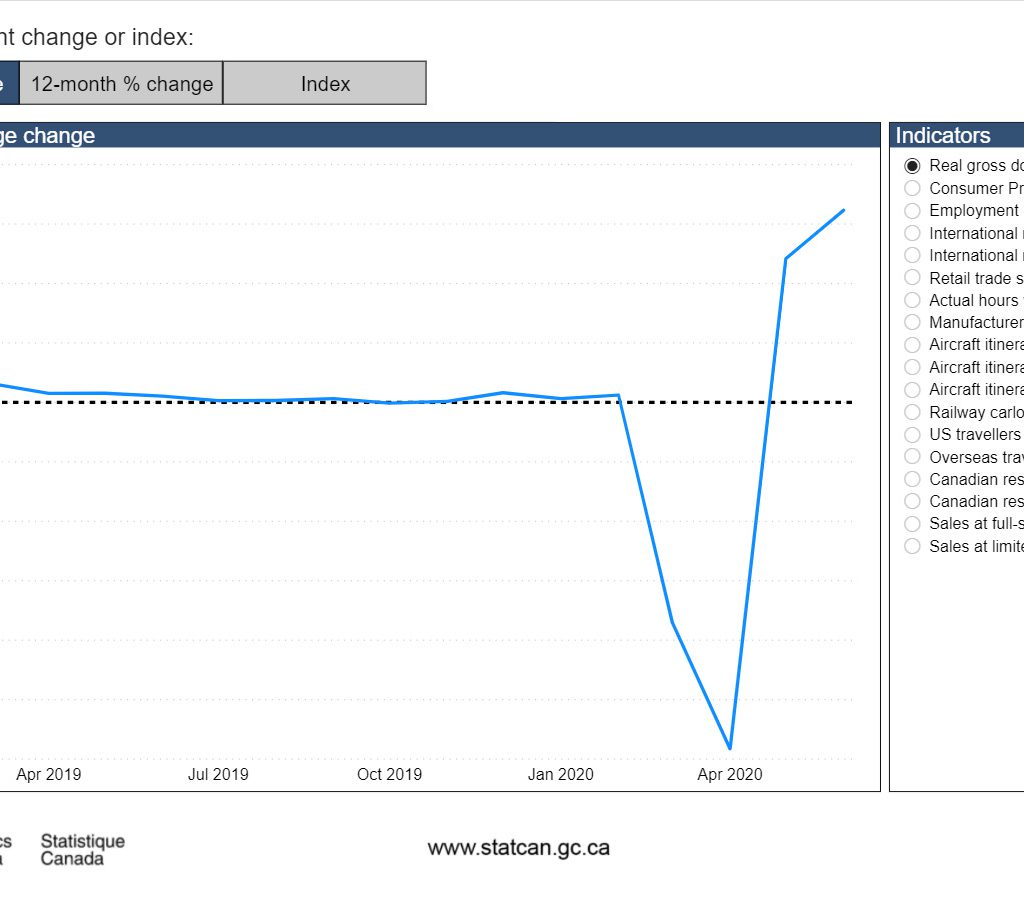 nt change or index:
e 12-month % change Index
ge change
Indicators
Real gross do
Consumer Pr
Employment
International
International
Retail trade s
Actual hours
Manufacturer
Aircraft itinera
Aircraft itinera
Aircraft itinera
Railway carlo
US travellers
Overseas trav
Canadian res
Canadian res
Sales at full-s
Sales at limite
Apr 2019 Jul 2019 Oct 2019 Jan 2020 Apr 2020
cs Statistique
a Canada
www.statcan.gc.ca